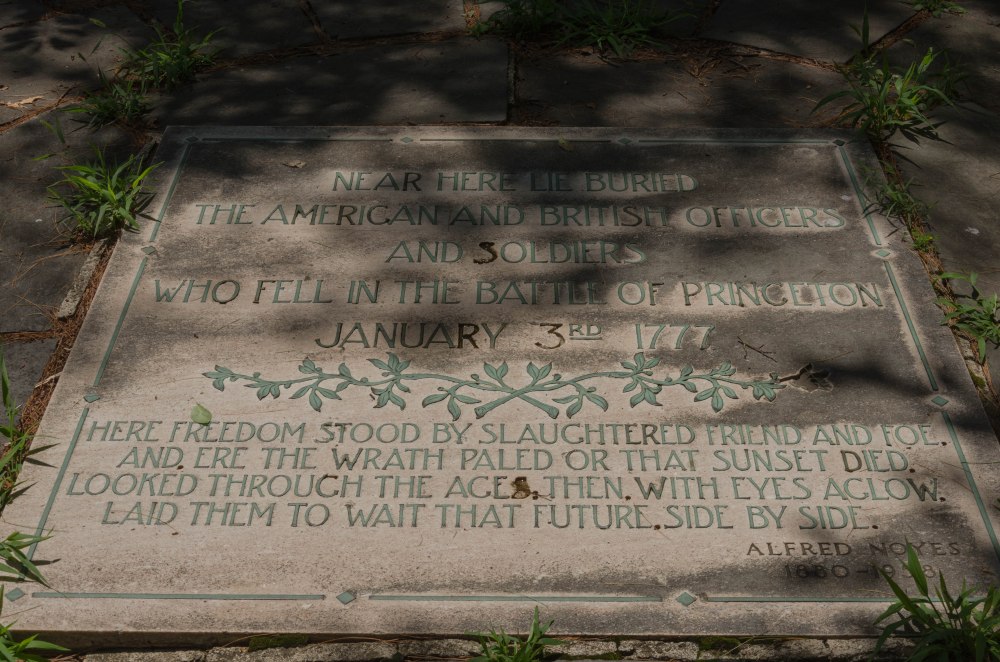 NEAR HERE LIE BURIED
THE AMERICAN AND BRITISH OFFICERS
AND SOLDIERS
WHO FELL IN THE BATTLE OF PRINCETON
JANUARY 3RD 1777
HERE FREEDOM STOOD BY SLAUGHTERED FRIEND AND FOE.
AND. ERE THE WRATH PALED OR THAT SUNSET DIED.
LOOKED THROUGH THE AGES. THEN. WITH EYES AGLOW.
LAID THEM TO WAIT THAT FUTURE. SIDE BY SIDE.
ALFRED NOYES
1880-1958